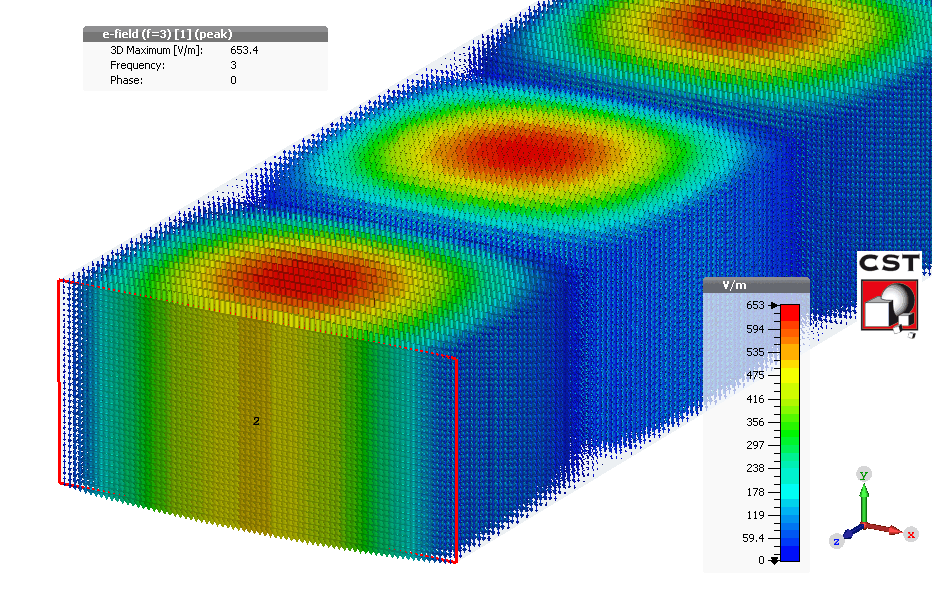 e-field (f=3) [1] (peak)
3D Maximum [V/m]: 653.4
Frequency: 3
Phase: 0
CST
V/m
653
594
535
475
416
356
297
238
178
119
59.4
0
2
y
x
z